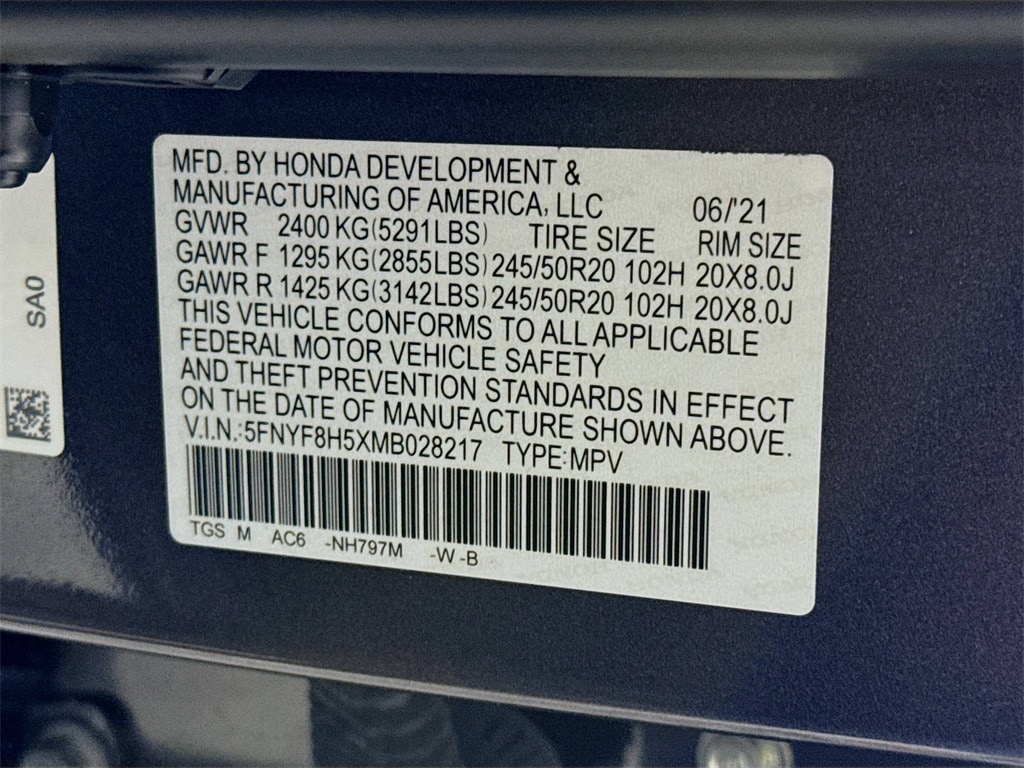 MFD. BY HONDA DEVELOPMENT &
MANUFACTURING OF AMERICA, LLC 06/'21
GVWR 2400 KG(5291LBS) TIRE SIZE RIM SIZE
GAWR F 1295 KG(2855LBS) 245/50R20 102H 20X8.0J
GAWR R 1425 KG(3142LBS) 245/50R20 102H 20X8.0J
THIS VEHICLE CONFORMS TO ALL APPLICABLE
FEDERAL MOTOR VEHICLE SAFETY
AND THEFT PREVENTION STANDARDS IN EFFECT
ON THE DATE OF MANUFACTURE SHOWN ABOVE.
V.I.N.:5FNYF8H5XMB028217 TYPE:MPV
TGS M AC6 -NH797M -W -B
SA0